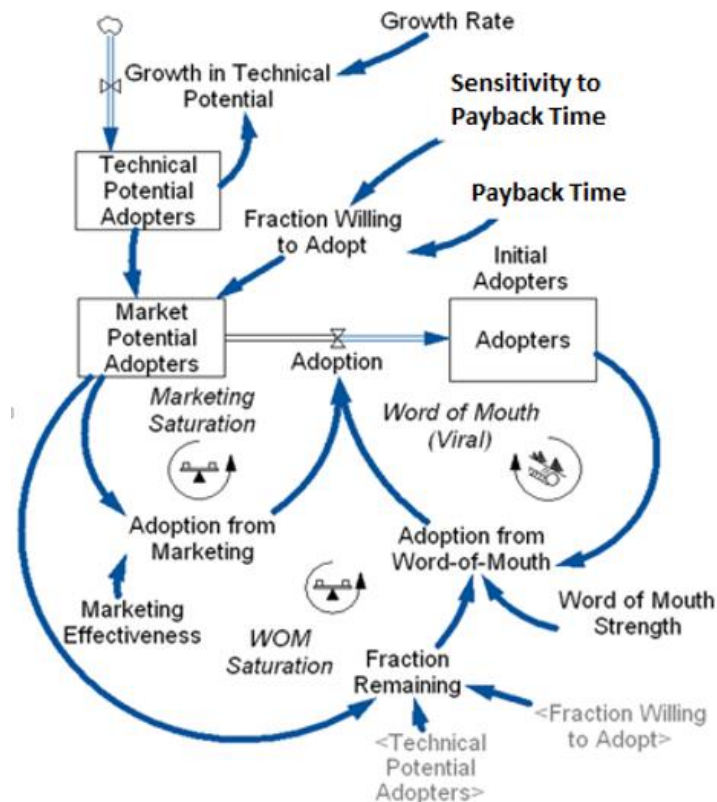 Growth Rate
Growth in Technical
Potential
Sensitivity to
Payback Time
Technical
Potential
Adopters
Payback Time
Fraction Willing
to Adopt
Initial
Adopters
Market
Potential
Adopters
Adopters
Adoption
Marketing
Saturation
Word of Mouth
(Viral)
Adoption from
Marketing
Adoption from
Word-of-Mouth
Marketing
Effectiveness
Word of Mouth
Strength
WOM
Saturation
Fraction
Remaining
<Fraction Willing
to Adopt>
<Technical
Potential
Adopters>